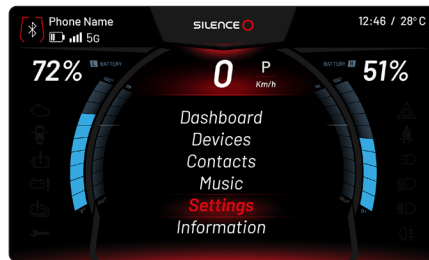 Phone Name
5G
SILENCE
12:46 / 28°C
72%
L BATTERY
0
P
Km/h
BATTERY R
51%
Dashboard
Devices
Contacts
Music
Settings
Information